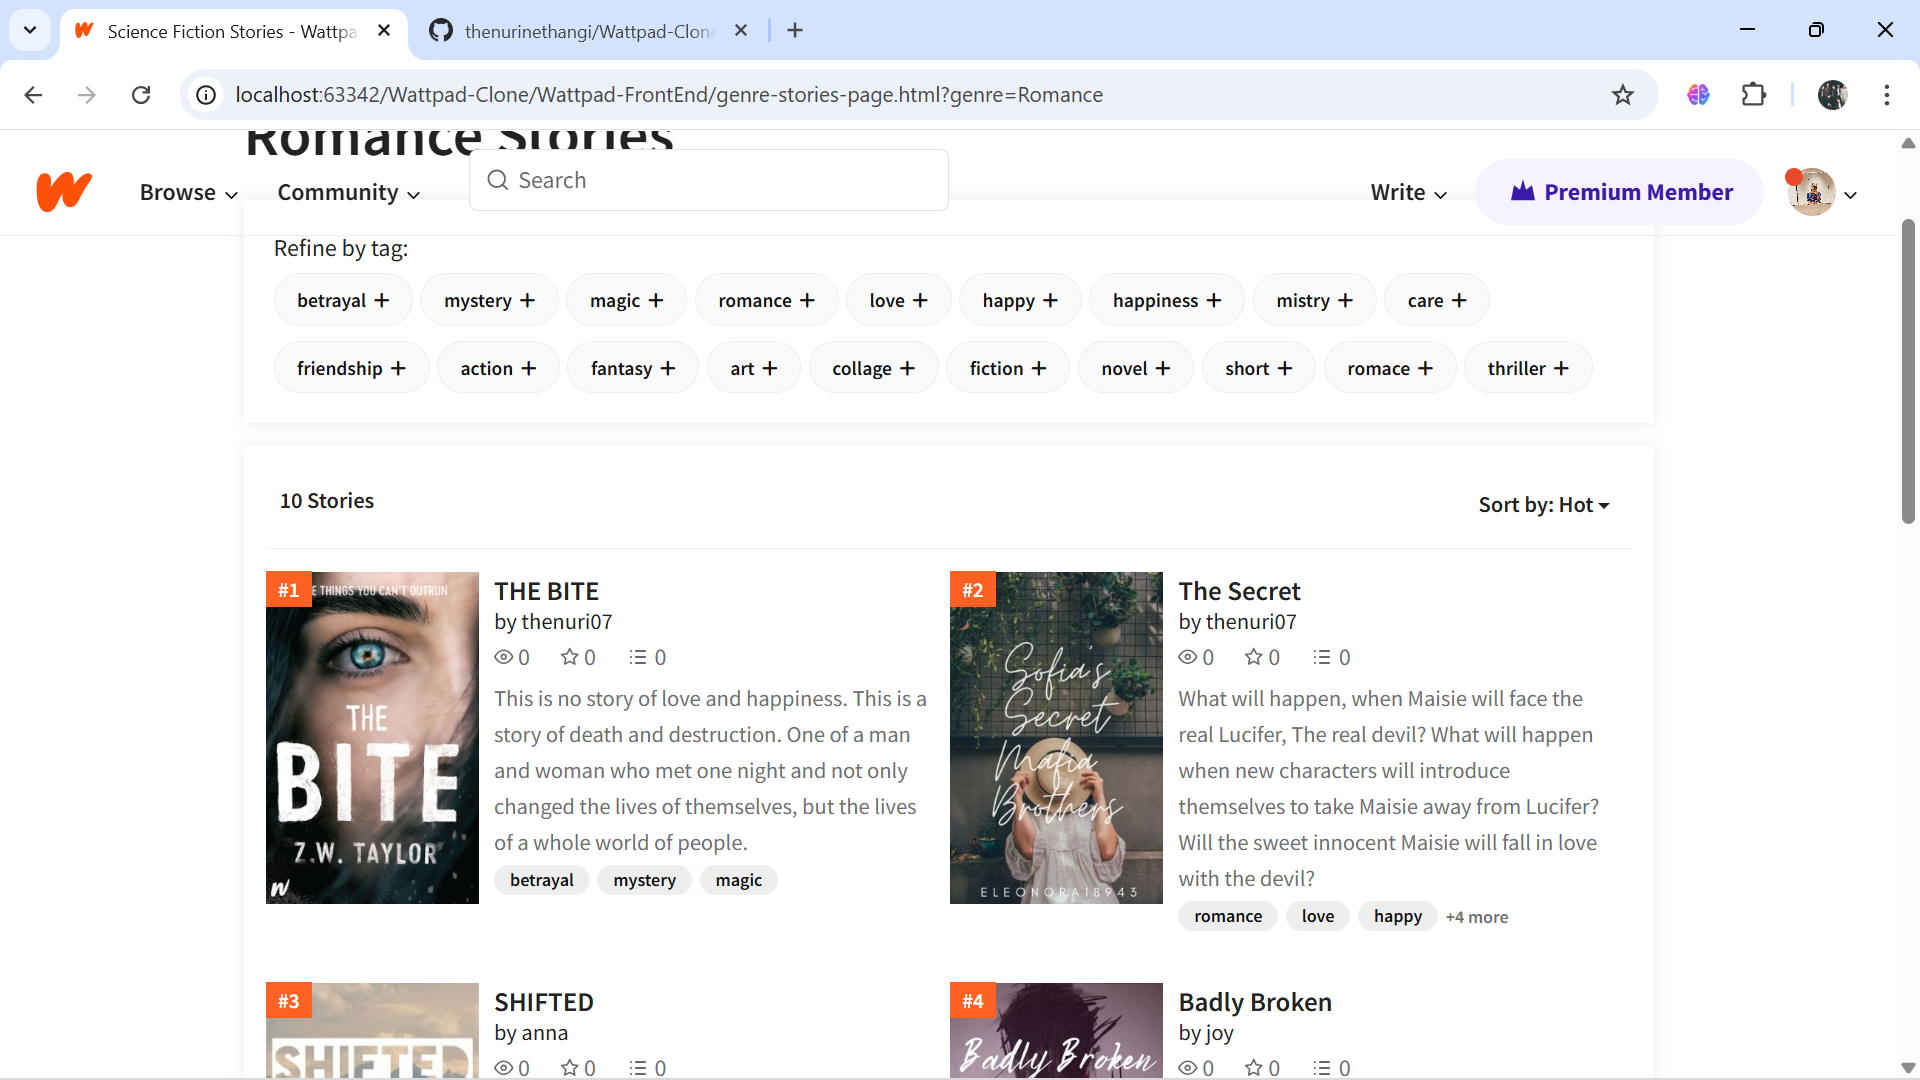 Science Fiction Stories - Wattpa
thenurinethangi/Wattpad-Clon
localhost:63342/Wattpad-Clone/Wattpad-FrontEnd/genre-stories-page.html?genre=Romance
Romance Stories
Browse Community Search Write Premium Member
Refine by tag:
betrayal + mystery + magic + romance + love + happy + happiness + mistry + care +
friendship + action + fantasy + art + collage + fiction + novel + short + romace + thriller +
10 Stories
Sort by: Hot
#1
E THINGS YOU CAN'T OUTRUN
THE
BITE
Z.W. TAYLOR
THE BITE
by thenuri07
0 0 0
This is no story of love and happiness. This is a
story of death and destruction. One of a man
and woman who met one night and not only
changed the lives of themselves, but the lives
of a whole world of people.
betrayal mystery magic
#2
Sofia's
Secret
Mafia
Brothers
ELEONORA18943
The Secret
by thenuri07
0 0 0
What will happen, when Maisie will face the
real Lucifer, The real devil? What will happen
when new characters will introduce
themselves to take Maisie away from Lucifer?
Will the sweet innocent Maisie will fall in love
with the devil?
romance love happy +4 more
#3
SHIFTED
SHIFTED
by anna
0 0 0
#4
Badly Broken
Badly Broken
by joy
0 0 0